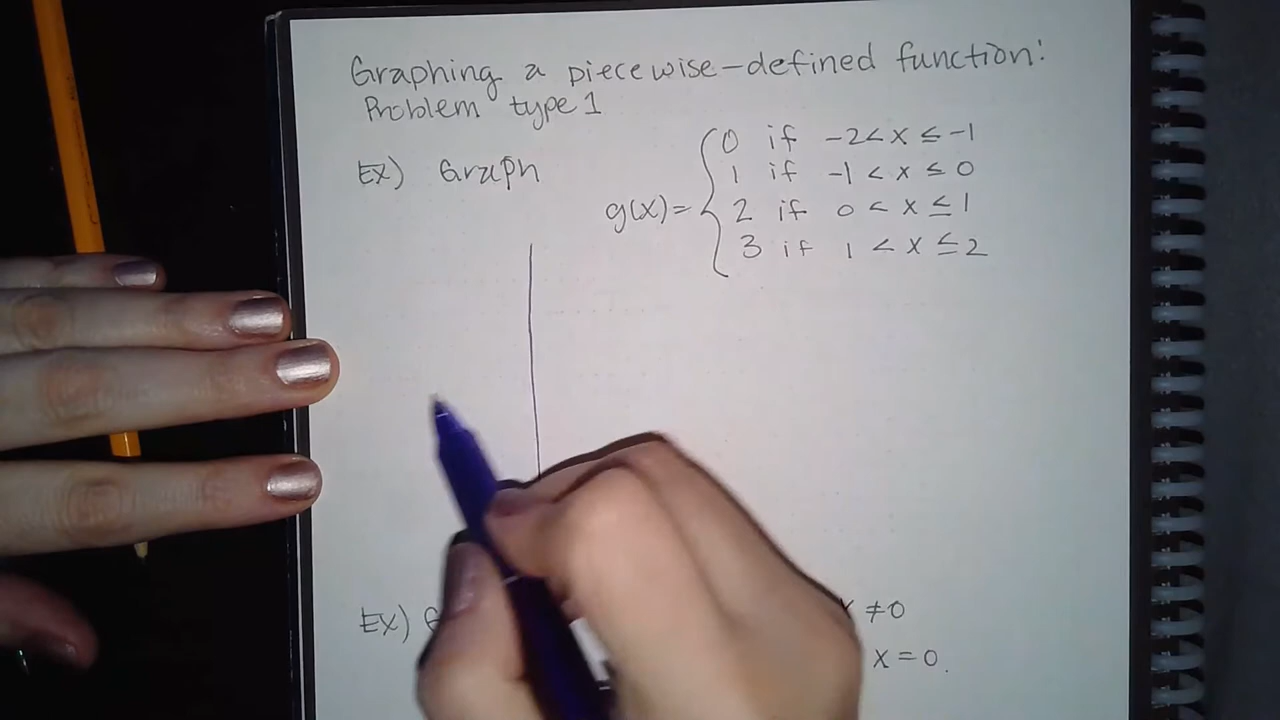 Graphing a piecewise-defined function:
Problem type 1
Ex) Graph
g(x) = { 0 if -2 < x ≤ -1
1 if -1 < x ≤ 0
2 if 0 < x ≤ 1
3 if 1 < x ≤ 2
Ex) ≠ 0
x = 0.